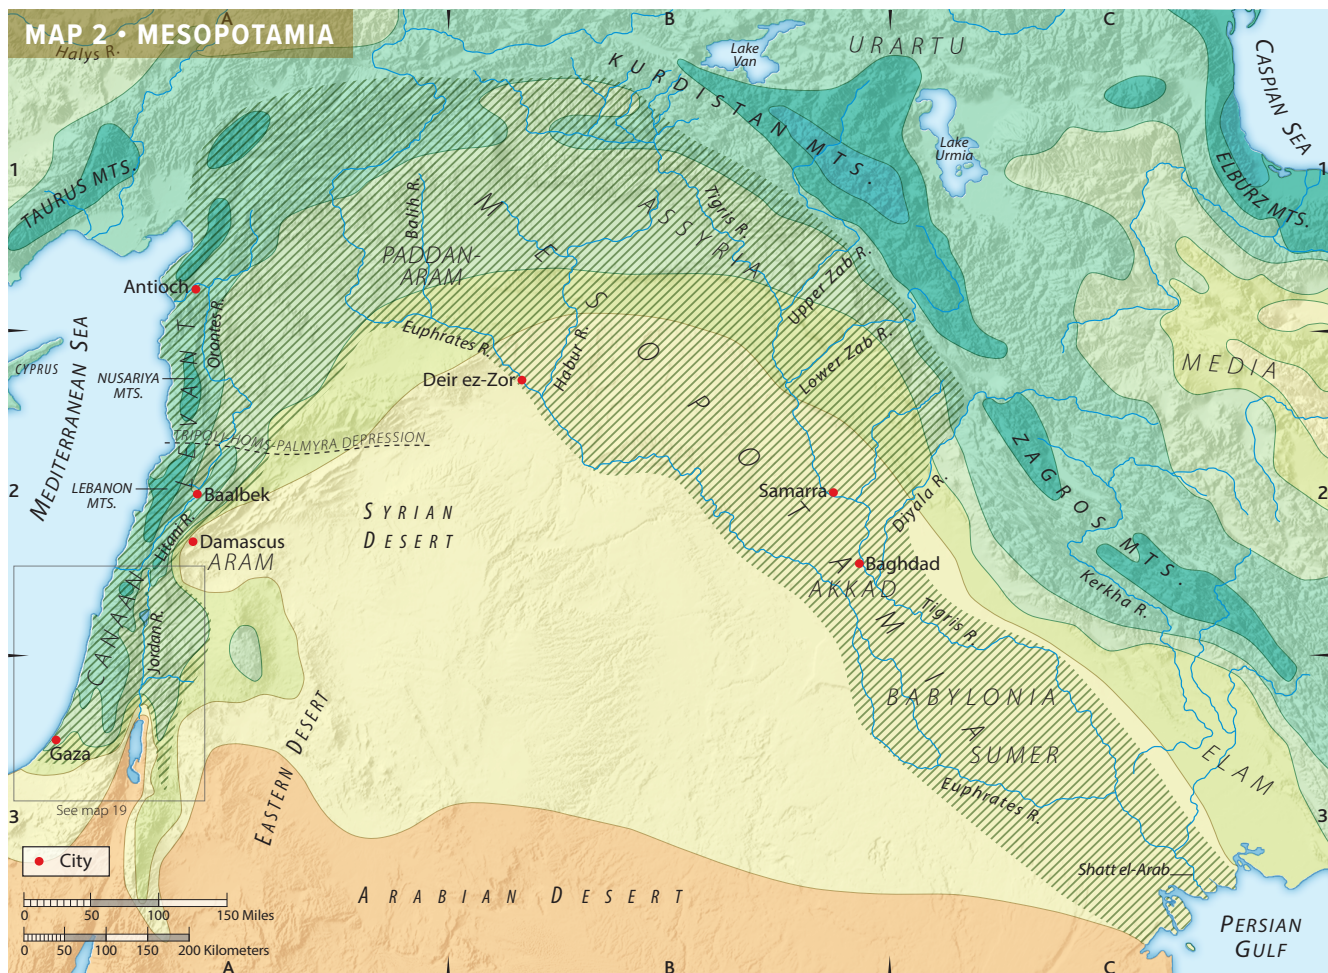 MAP 2 • MESOPOTAMIA
A
B
C
Halys R.
Lake
Van
URARTU
KURDISTAN MTS.
CASPIAN SEA
Lake
Urmia
1
1
TAURUS MTS.
ELBURZ MTS.
Balih R.
Tigris R.
ASSYRIA
MESOPOTAMIA
PADDAN-
ARAM
Upper Zab R.
Antioch
Orontes R.
Euphrates R.
Habur R.
Lower Zab R.
MEDITERRANEAN SEA
CYPRUS
LEVANT
NUSARIYA
MTS.
Deir ez-Zor
MEDIA
TRIPOLI-HOMS-PALMYRA DEPRESSION
ZAGROS MTS.
2
2
LEBANON
MTS.
Baalbek
Samarra
Diyala R.
SYRIAN
DESERT
Litani R.
Damascus
ARAM
Baghdad
AKKAD
Kerkha R.
Tigris R.
CANAAN
Jordan R.
BABYLONIA
SUMER
EASTERN DESERT
Gaza
ELAM
Euphrates R.
See map 19
3
3
City
Shatt el-Arab
ARABIAN DESERT
0 50 100 150 Miles
0 50 100 150 200 Kilometers
PERSIAN
GULF
A
B
C